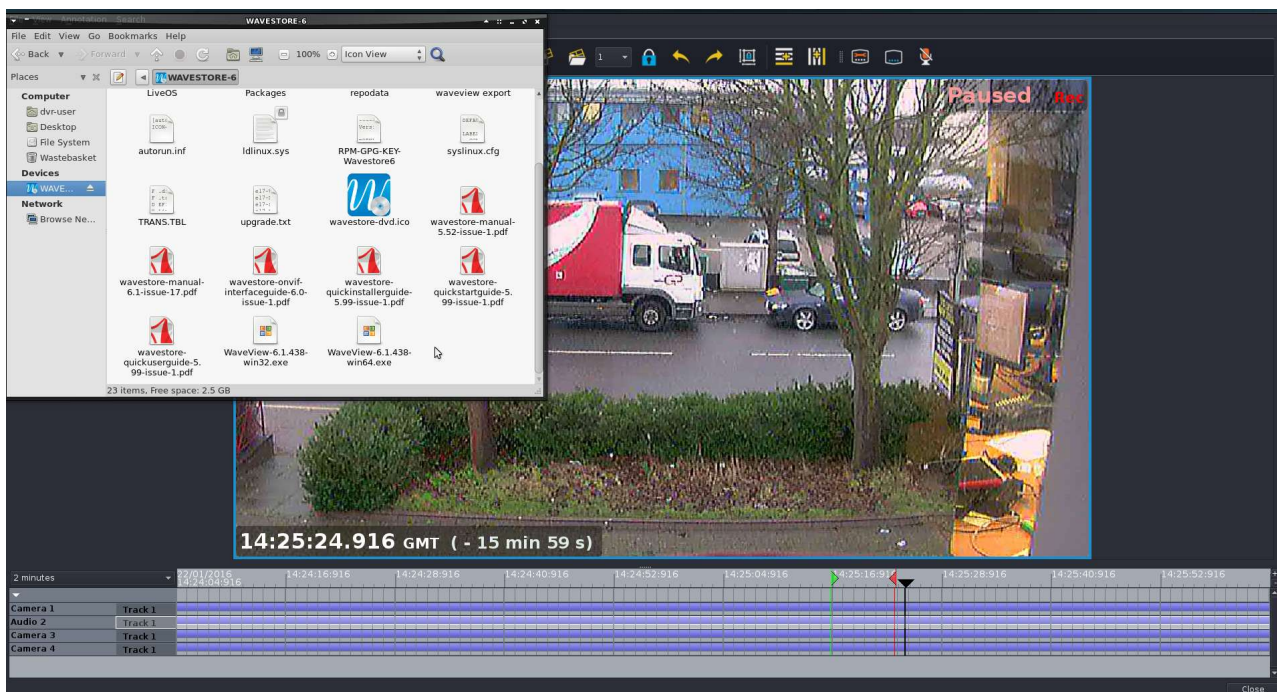 View Annotation Search
WAVESTORE-6
File Edit View Go Bookmarks Help
Back Forward 100% Icon View
1
Places WAVESTORE-6
Computer
dvr-user
Desktop
File System
Wastebasket
Devices
WAVE...
Network
Browse Ne...
LiveOS Packages repodata waveview export
autorun.inf ldlinux.sys RPM-GPG-KEY-
Wavestore6 syslinux.cfg
TRANS.TBL upgrade.txt wavestore-dvd.ico wavestore-manual-
5.52-issue-1.pdf
wavestore-manual-
6.1-issue-17.pdf
wavestore-onvif-
interfaceguide-6.0-
issue-1.pdf
wavestore-
quickinstallerguide-
5.99-issue-1.pdf
wavestore-
quickstartguide-5.
99-issue-1.pdf
wavestore-
quickuserguide-5.
99-issue-1.pdf
WaveView-6.1.438-
win32.exe
WaveView-6.1.438-
win64.exe
23 items, Free space: 2.5 GB
Paused Rec
14:25:24.916 GMT ( - 15 min 59 s)
2 minutes
22/01/2016
14:24:04:916 14:24:16:916 14:24:28:916 14:24:40:916 14:24:52:916 14:25:04:916 14:25:16:916 14:25:28:916 14:25:40:916 14:25:52:916
Camera 1 Track 1
Audio 2 Track 1
Camera 3 Track 1
Camera 4 Track 1
Close